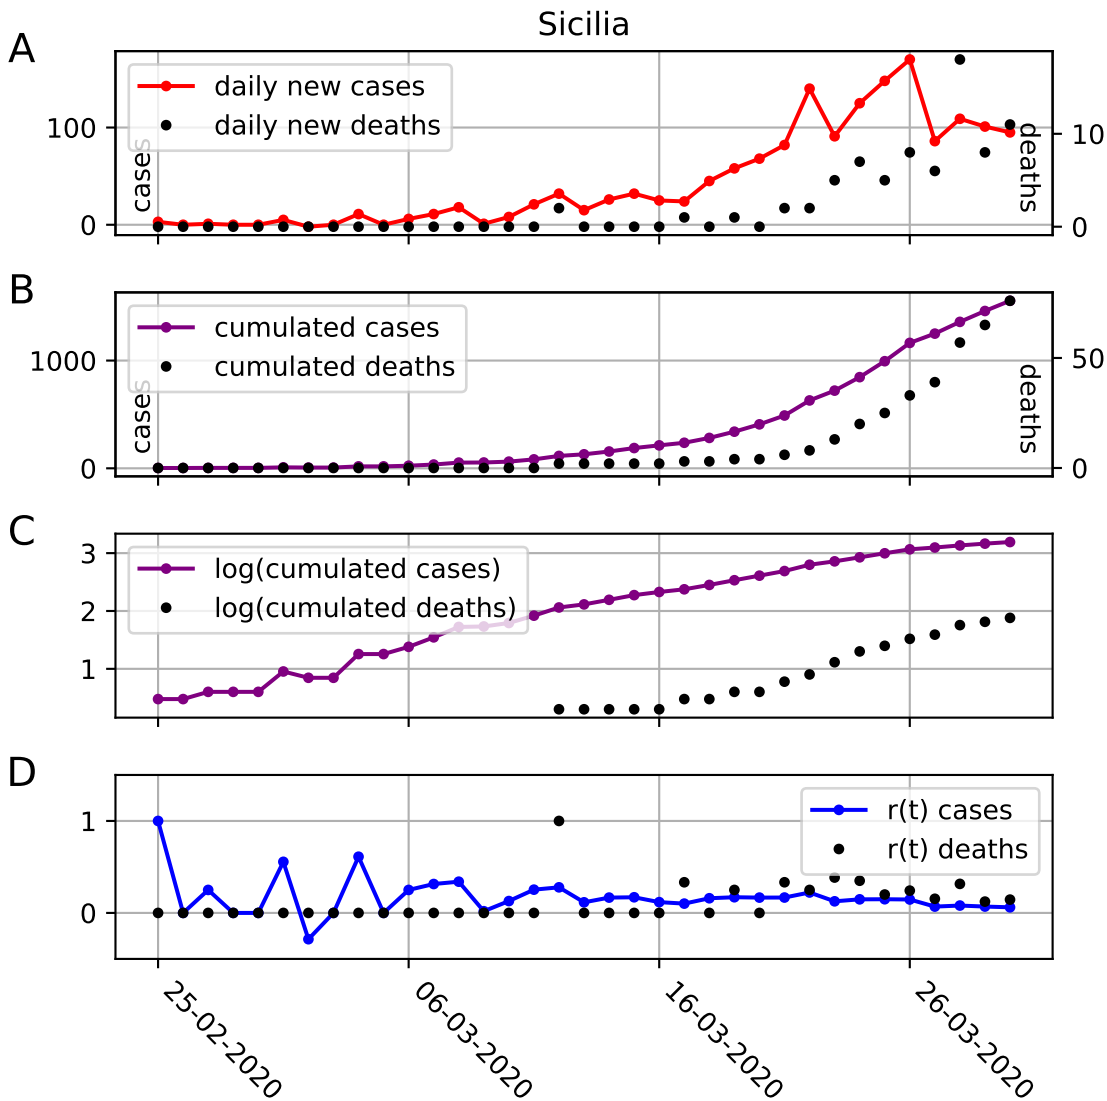 Sicilia
A
daily new cases
daily new deaths
100
0
cases
10
0
deaths
B
cumulated cases
cumulated deaths
1000
0
cases
50
0
deaths
C
log(cumulated cases)
log(cumulated deaths)
3
2
1
D
r(t) cases
r(t) deaths
1
0
25-02-2020
06-03-2020
16-03-2020
26-03-2020